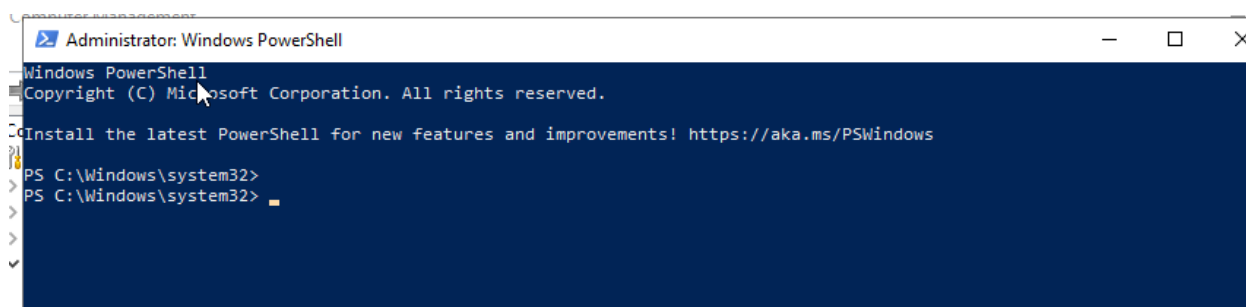 Administrator: Windows PowerShell
Windows PowerShell
Copyright (C) Microsoft Corporation. All rights reserved.
Install the latest PowerShell for new features and improvements! https://aka.ms/PSWindows
PS C:\Windows\system32>
PS C:\Windows\system32>